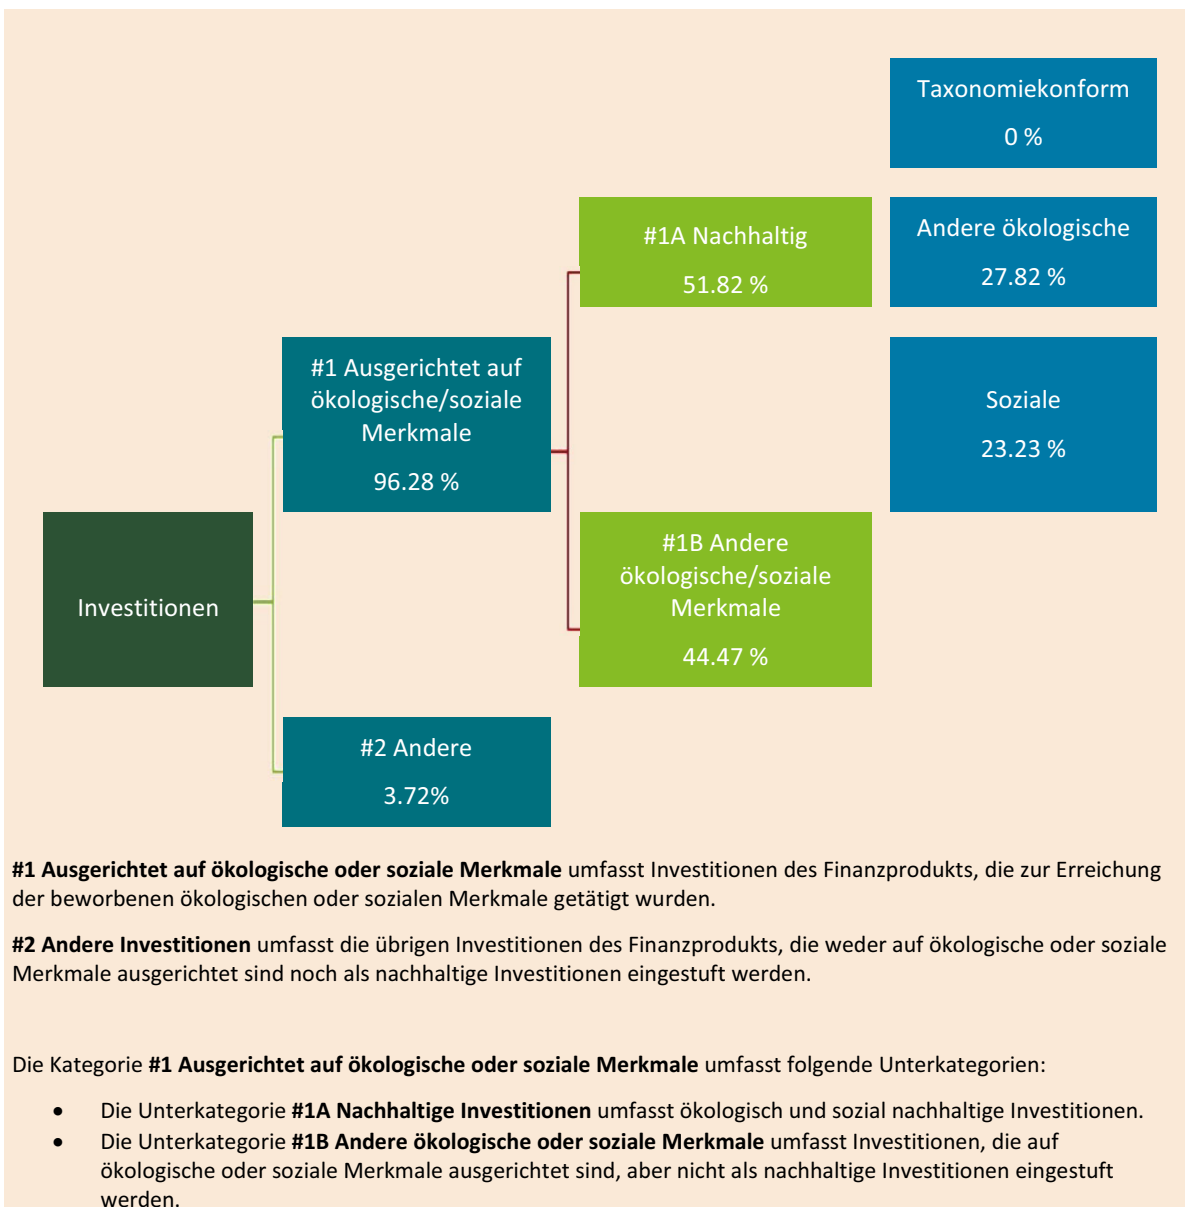 Taxonomiekonform
0 %
#1A Nachhaltig
51.82 %
Andere ökologische
27.82 %
#1 Ausgerichtet auf
ökologische/soziale
Merkmale
96.28 %
Soziale
23.23 %
Investitionen
#1B Andere
ökologische/soziale
Merkmale
44.47 %
#2 Andere
3.72%
#1 Ausgerichtet auf ökologische oder soziale Merkmale umfasst Investitionen des Finanzprodukts, die zur Erreichung
der beworbenen ökologischen oder sozialen Merkmale getätigt wurden.
#2 Andere Investitionen umfasst die übrigen Investitionen des Finanzprodukts, die weder auf ökologische oder soziale
Merkmale ausgerichtet sind noch als nachhaltige Investitionen eingestuft werden.
Die Kategorie #1 Ausgerichtet auf ökologische oder soziale Merkmale umfasst folgende Unterkategorien:
• Die Unterkategorie #1A Nachhaltige Investitionen umfasst ökologisch und sozial nachhaltige Investitionen.
• Die Unterkategorie #1B Andere ökologische oder soziale Merkmale umfasst Investitionen, die auf
ökologische oder soziale Merkmale ausgerichtet sind, aber nicht als nachhaltige Investitionen eingestuft
werden.